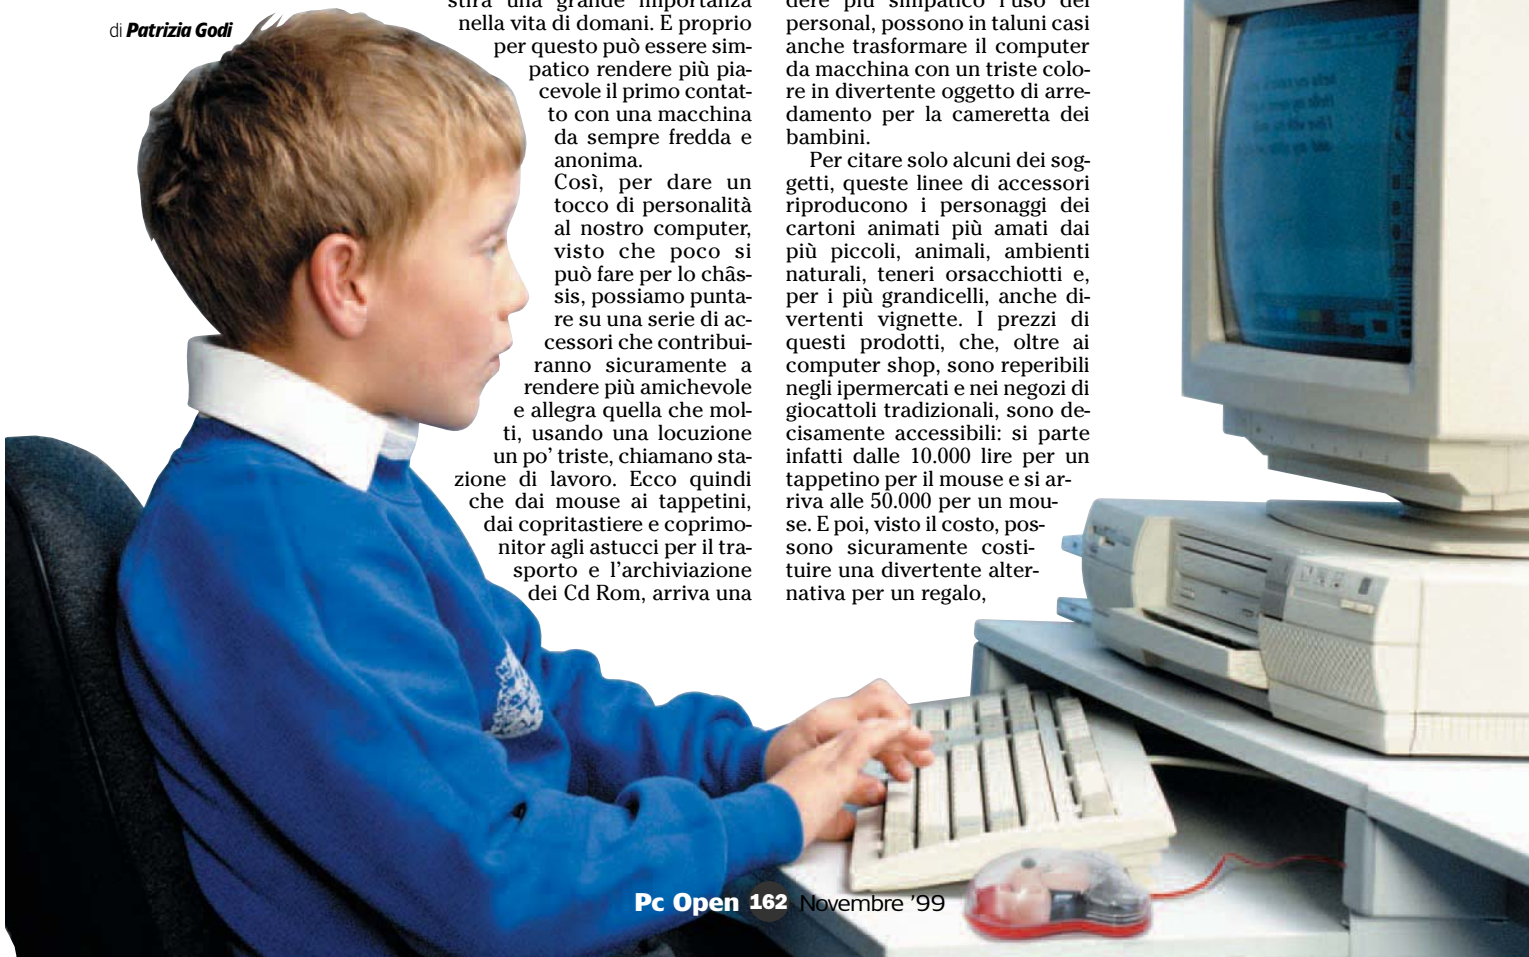 di Patrizia Godi
stirà una grande importanza
nella vita di domani. E proprio
per questo può essere sim-
patico rendere più pia-
cevole il primo contat-
to con una macchina
da sempre fredda e
anonima.
Così, per dare un
tocco di personalità
al nostro computer,
visto che poco si
può fare per lo châs-
sis, possiamo punta-
re su una serie di ac-
cessori che contribui-
ranno sicuramente a
rendere più amichevole
e allegra quella che mol-
ti, usando una locuzione
un po' triste, chiamano sta-
zione di lavoro. Ecco quindi
che dai mouse ai tappetini,
dai copritastiere e coprimo-
nitor agli astucci per il tra-
sporto e l'archiviazione
dei Cd Rom, arriva una
dere più simpatico l'uso del
personal, possono in taluni casi
anche trasformare il computer
da macchina con un triste colo-
re in divertente oggetto di arre-
damento per la cameretta dei
bambini.
Per citare solo alcuni dei sog-
getti, queste linee di accessori
riproducono i personaggi dei
cartoni animati più amati dai
più piccoli, animali, ambienti
naturali, teneri orsacchiotti e,
per i più grandicelli, anche di-
vertenti vignette. I prezzi di
questi prodotti, che, oltre ai
computer shop, sono reperibili
negli ipermercati e nei negozi di
giocattoli tradizionali, sono de-
cisamente accessibili: si parte
infatti dalle 10.000 lire per un
tappetino per il mouse e si ar-
riva alle 50.000 per un mou-
se. E poi, visto il costo, pos-
sono sicuramente costi-
tuire una divertente alter-
nativa per un regalo,
Pc Open 162 Novembre '99